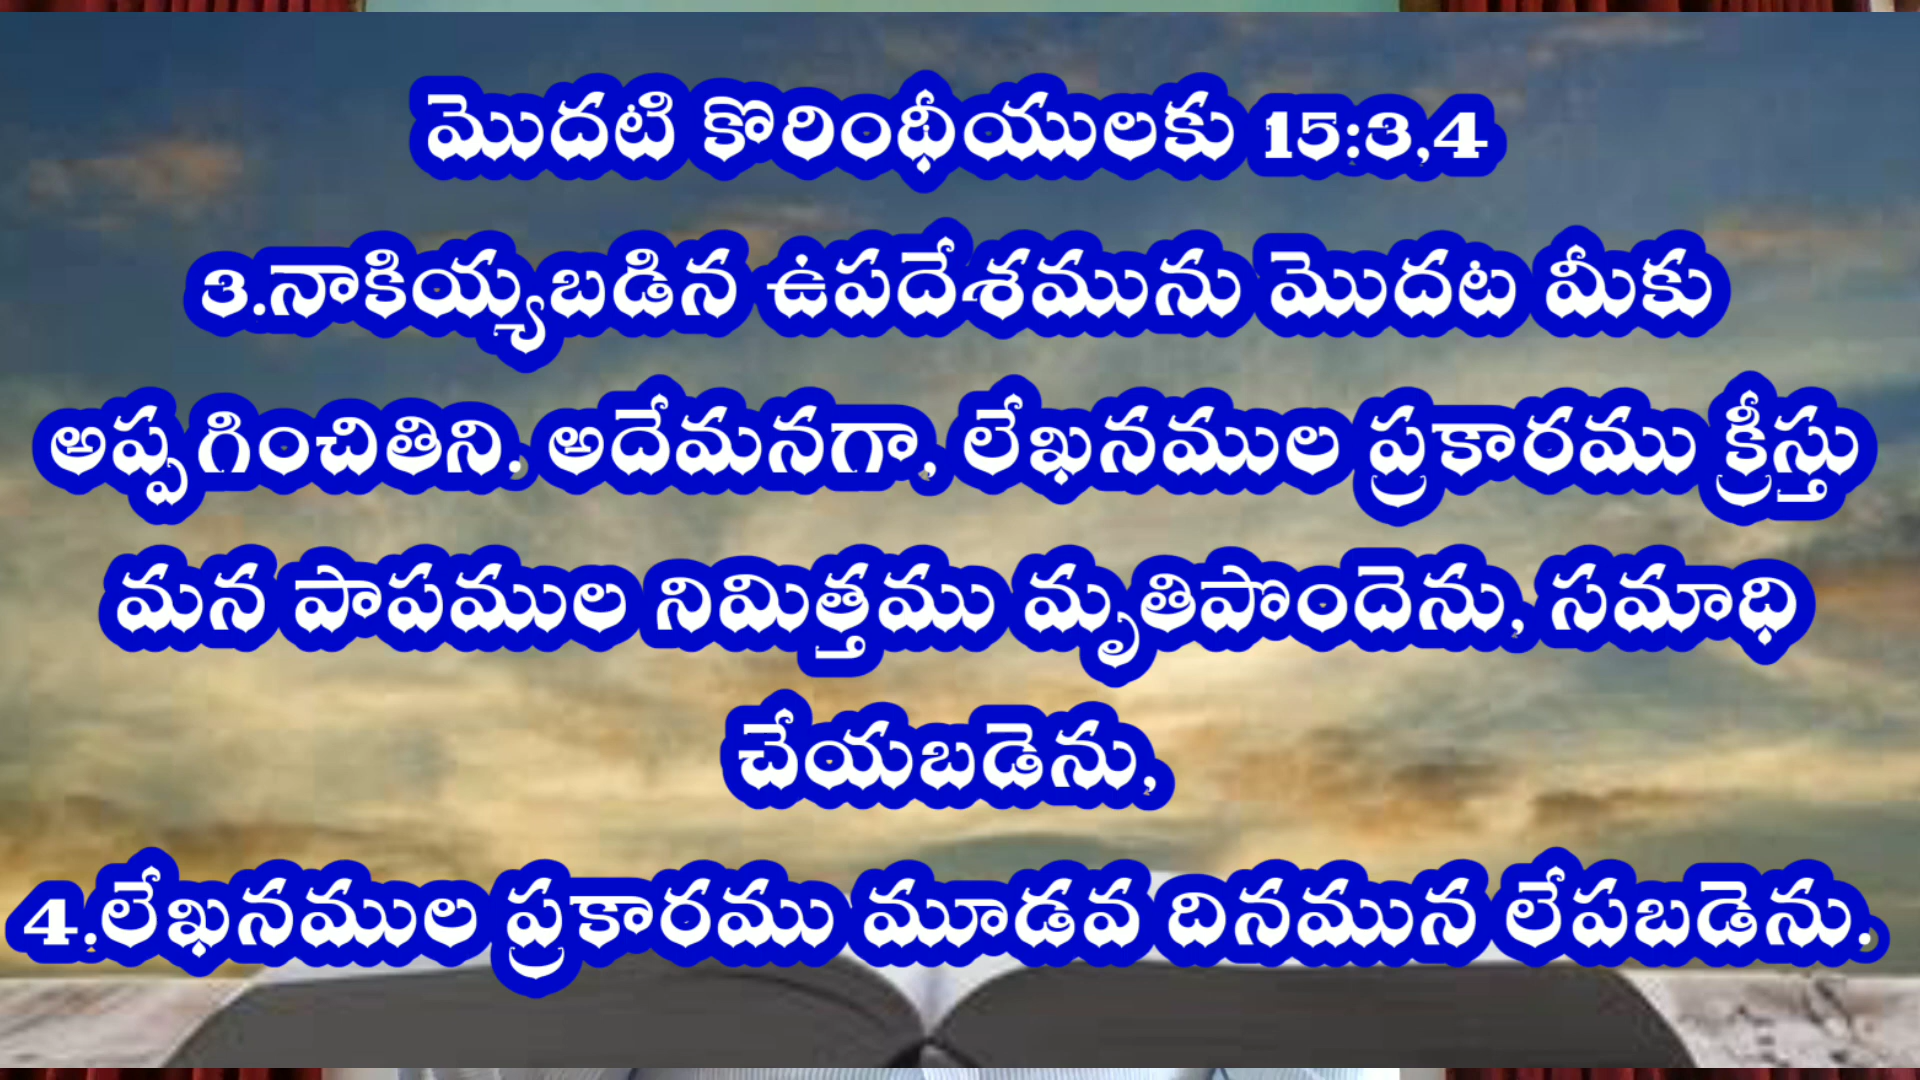 మొదటి కొరింథీయులకు 15:3,4
3.నాకియ్యబడిన ఉపదేశమును మొదట మీకు
అప్పగించితిని. అదేమనగా, లేఖనముల ప్రకారము క్రీస్తు
మన పాపముల నిమిత్తము మృతిపొందెను, సమాధి
చేయబడెను,
4.లేఖనముల ప్రకారము మూడవ దినమున లేపబడెను.